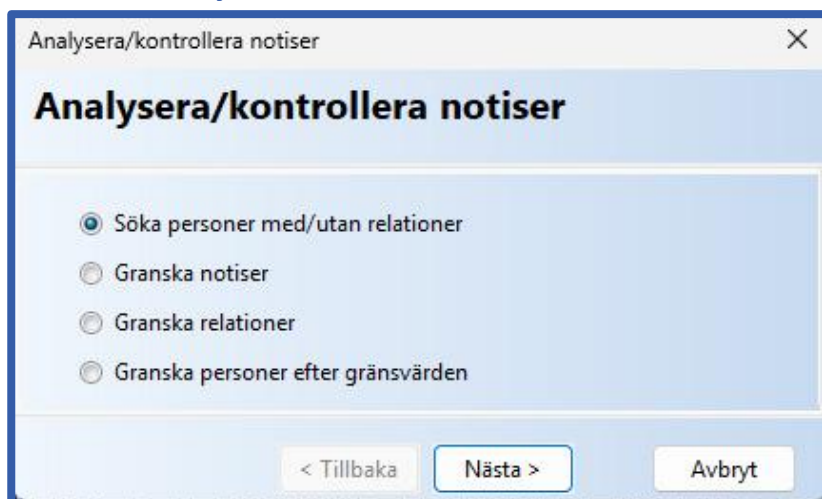 Analysera/kontrollera notiser
Analysera/kontrollera notiser
Söka personer med/utan relationer
Granska notiser
Granska relationer
Granska personer efter gränsvärden
< Tillbaka Nästa > Avbryt